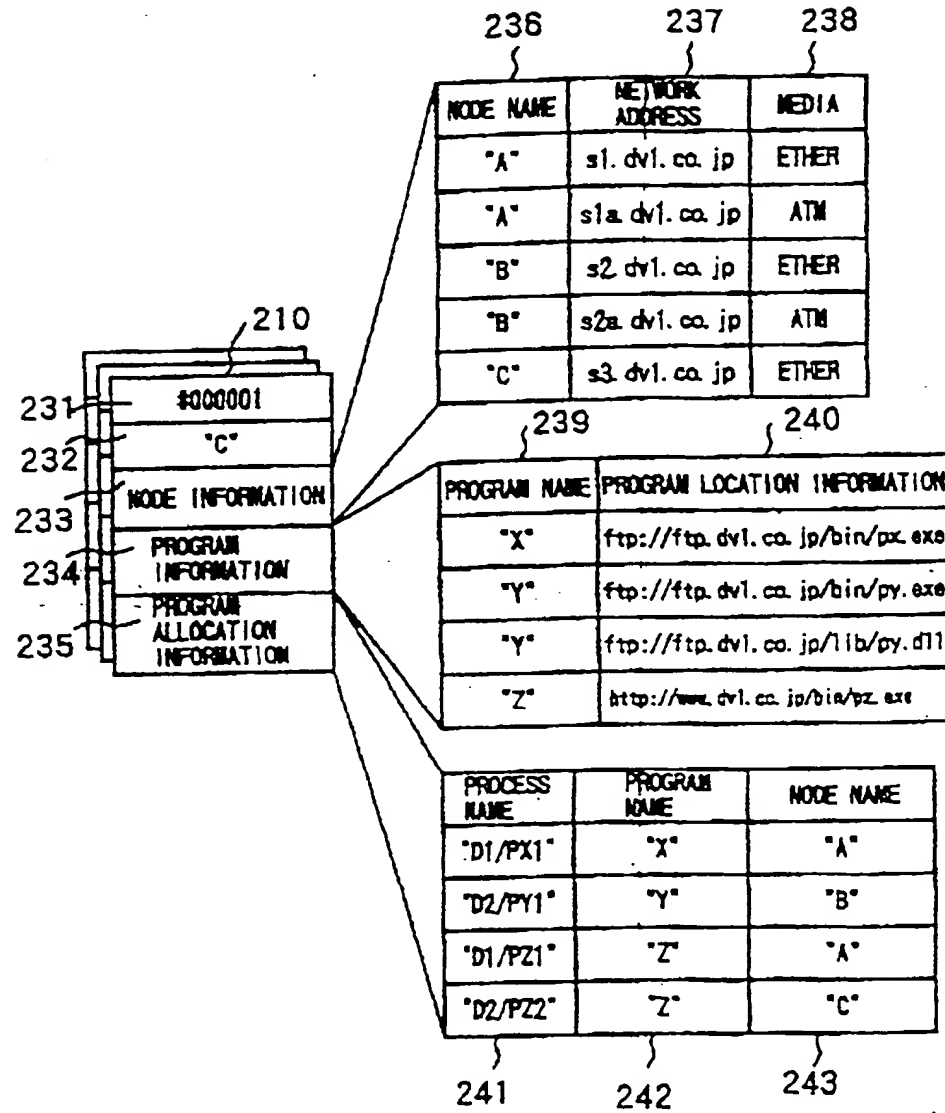 236 237 238
NODE NAME NETWORK ADDRESS MEDIA
"A" s1.dv1.co.jp ETHER
"A" s1a.dv1.co.jp ATM
"B" s2.dv1.co.jp ETHER
"B" s2a.dv1.co.jp ATM
"C" s3.dv1.co.jp ETHER
210
231 #000001
232 "C"
233 NODE INFORMATION
234 PROGRAM
INFORMATION
235 PROGRAM
ALLOCATION
INFORMATION
239 240
PROGRAM NAME PROGRAM LOCATION INFORMATION
"X" ftp://ftp.dv1.co.jp/bin/px.exe
"Y" ftp://ftp.dv1.co.jp/bin/py.exe
"Y" ftp://ftp.dv1.co.jp/lib/py.dll
"Z" http://www.dv1.co.jp/bin/pz.exe
PROCESS NAME PROGRAM NAME NODE NAME
"D1/PX1" "X" "A"
"D2/PY1" "Y" "B"
"D1/PZ1" "Z" "A"
"D2/PZ2" "Z" "C"
241 242 243